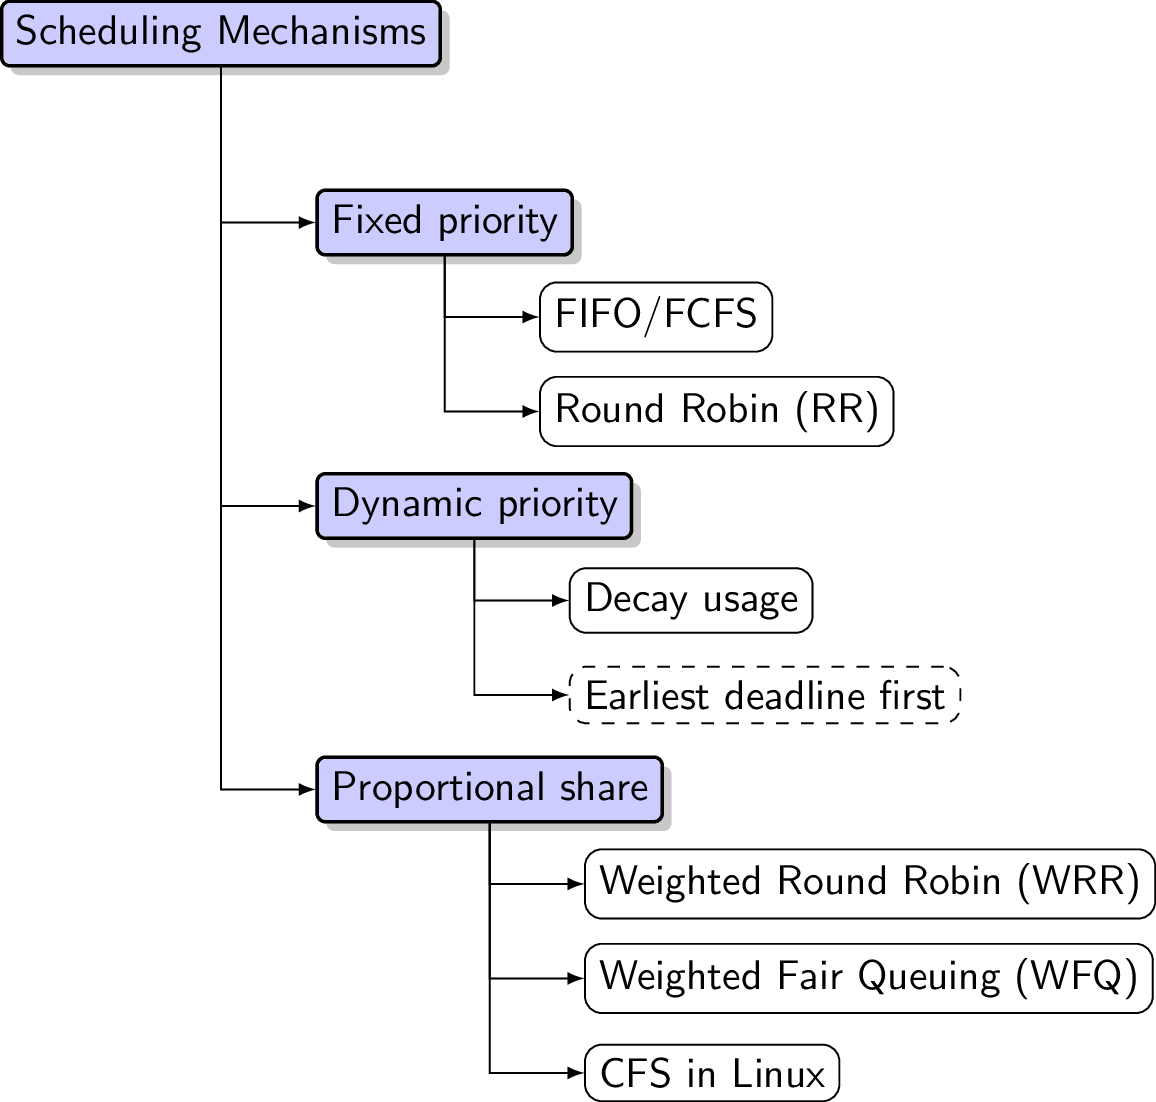 Scheduling Mechanisms
Fixed priority
FIFO/FCFS
Round Robin (RR)
Dynamic priority
Decay usage
Earliest deadline first
Proportional share
Weighted Round Robin (WRR)
Weighted Fair Queuing (WFQ)
CFS in Linux